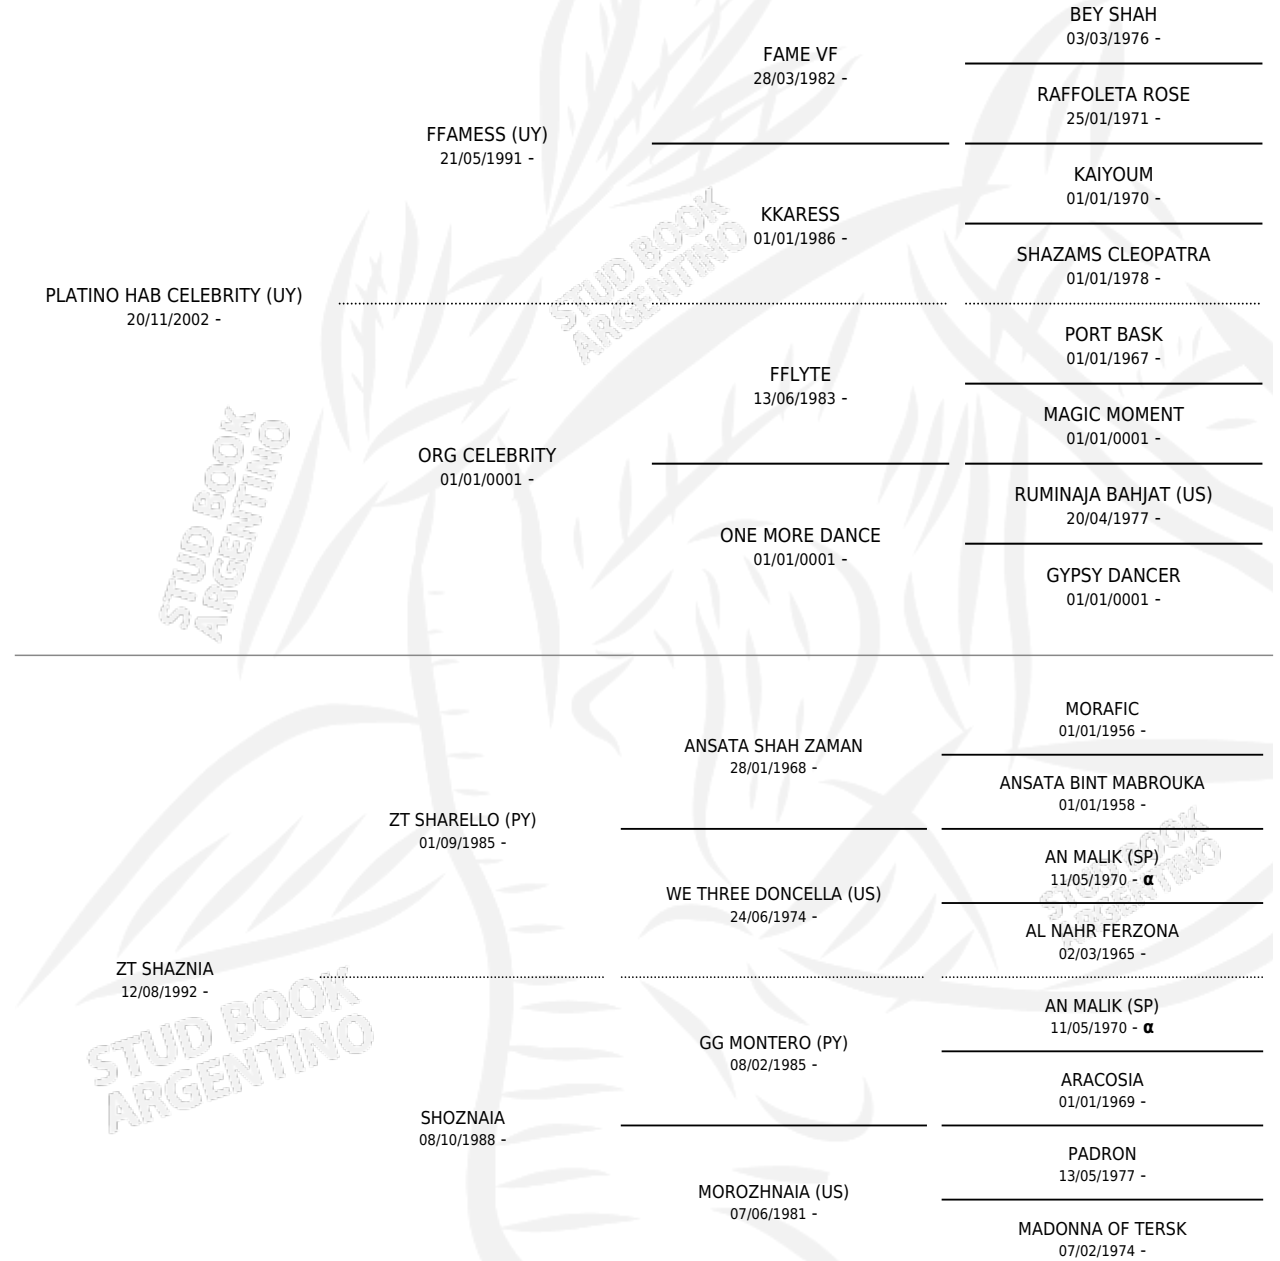 BEY SHAH
03/03/1976 -
FAME VF
28/03/1982 -
RAFFOLETA ROSE
25/01/1971 -
FFAMESS (UY)
21/05/1991 -
KAIYOUM
01/01/1970 -
KKARESS
01/01/1986 -
SHAZAMS CLEOPATRA
01/01/1978 -
PLATINO HAB CELEBRITY (UY)
20/11/2002 -
PORT BASK
01/01/1967 -
FFLYTE
13/06/1983 -
MAGIC MOMENT
01/01/0001 -
ORG CELEBRITY
01/01/0001 -
RUMINAJA BAHJAT (US)
20/04/1977 -
ONE MORE DANCE
01/01/0001 -
GYPSY DANCER
01/01/0001 -
MORAFIC
01/01/1956 -
ANSATA SHAH ZAMAN
28/01/1968 -
ANSATA BINT MABROUKA
01/01/1958 -
ZT SHARELLO (PY)
01/09/1985 -
AN MALIK (SP)
11/05/1970 - α
WE THREE DONCELLA (US)
24/06/1974 -
AL NAHR FERZONA
02/03/1965 -
ZT SHAZNIA
12/08/1992 -
AN MALIK (SP)
11/05/1970 - α
GG MONTERO (PY)
08/02/1985 -
ARACOSIA
01/01/1969 -
SHOZNAIA
08/10/1988 -
PADRON
13/05/1977 -
MOROZHNAIA (US)
07/06/1981 -
MADONNA OF TERSK
07/02/1974 -
STUD BOOK
ARGENTINO
STUD BOOK
ARGENTINO
STUD BOOK
ARGENTINO
STUD BOOK
ARGENTINO